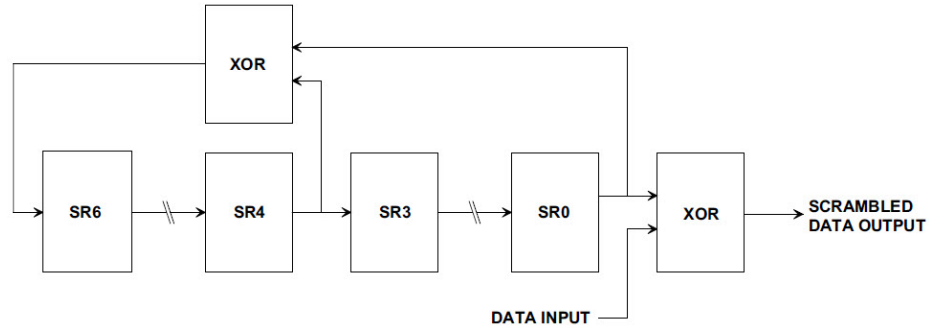 XOR
SR6
SR4
SR3
SR0
XOR
SCRAMBLED
DATA OUTPUT
DATA INPUT